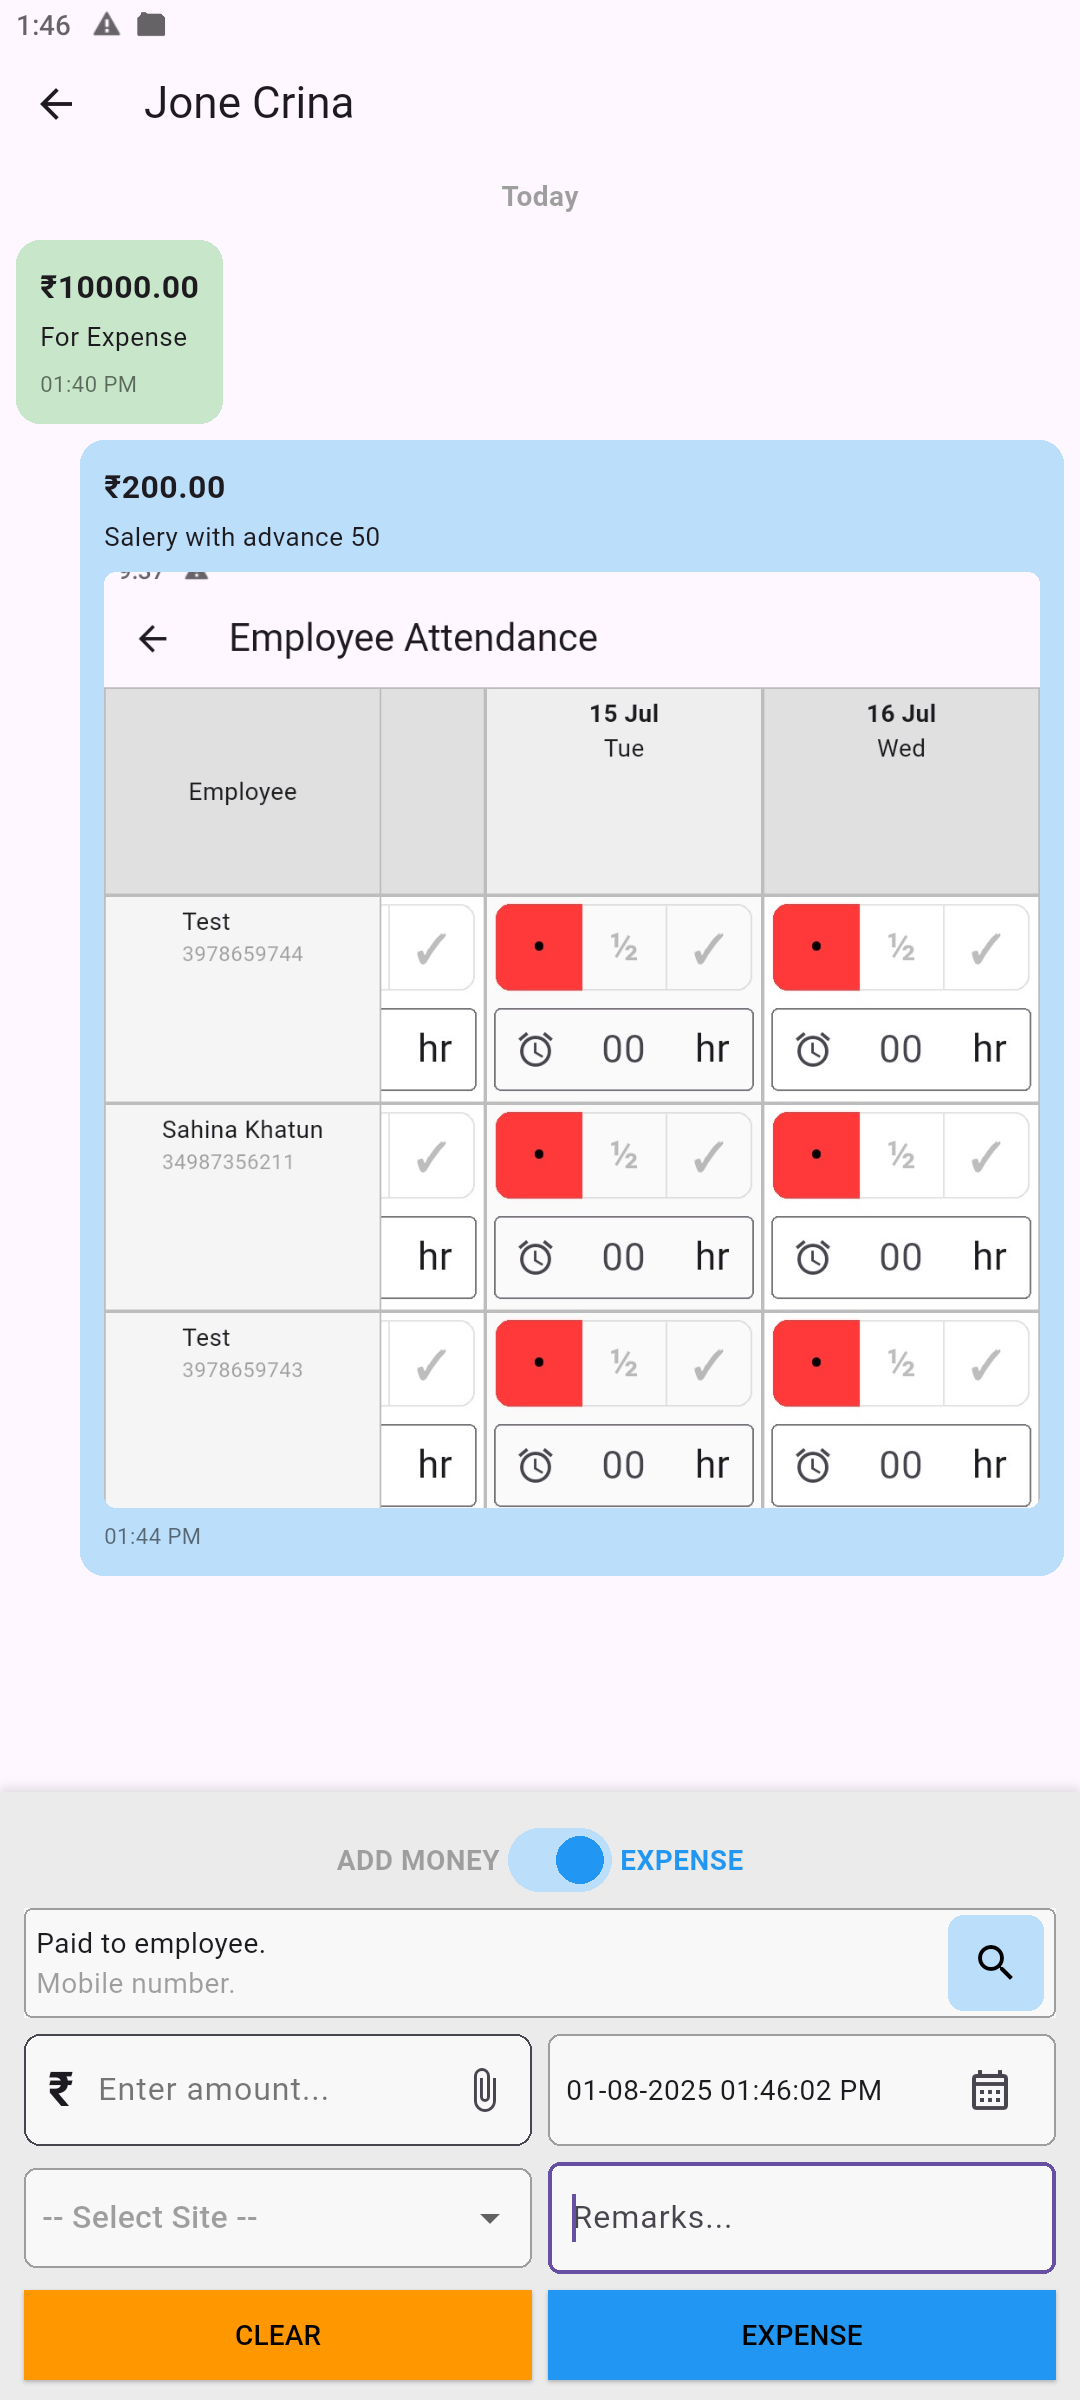 1:46
Jone Crina
Today
₹10000.00
For Expense
01:40 PM
₹200.00
Salery with advance 50
Employee Attendance
Employee
15 Jul
Tue
16 Jul
Wed
Test
3978659744
✓ • ½ ✓ • ½ ✓
hr 00 hr 00 hr
Sahina Khatun
34987356211
✓ • ½ ✓ • ½ ✓
hr 00 hr 00 hr
Test
3978659743
✓ • ½ ✓ • ½ ✓
hr 00 hr 00 hr
01:44 PM
ADD MONEY EXPENSE
Paid to employee.
Mobile number.
₹ Enter amount...
01-08-2025 01:46:02 PM
-- Select Site --
Remarks...
CLEAR
EXPENSE